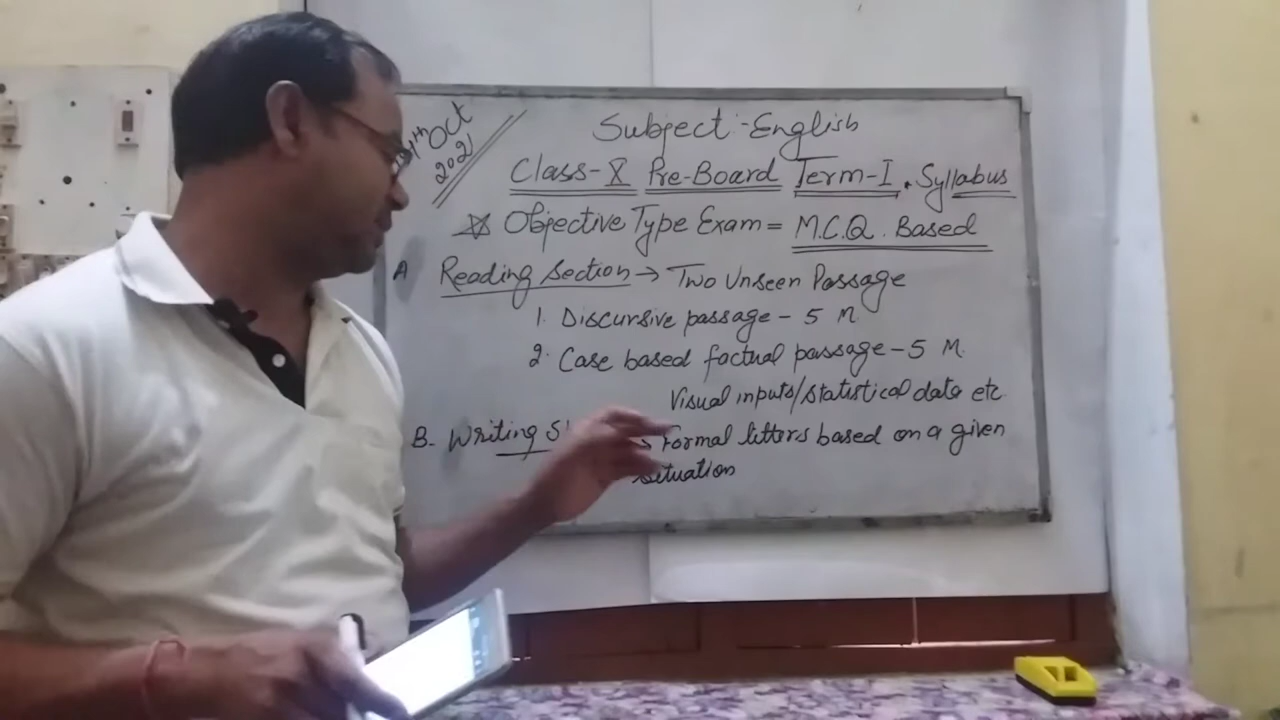 Oct
2021
Subject-English
Class-X Pre-Board Term-I. Syllabus
Objective Type Exam = M.C.Q. Based
A Reading Section → Two Unseen Passage
1. Discursive passage - 5 M
2. Case based factual passage - 5 M.
Visual inputs/statistical data etc
B- Writing → Formal letters based on a given
situation